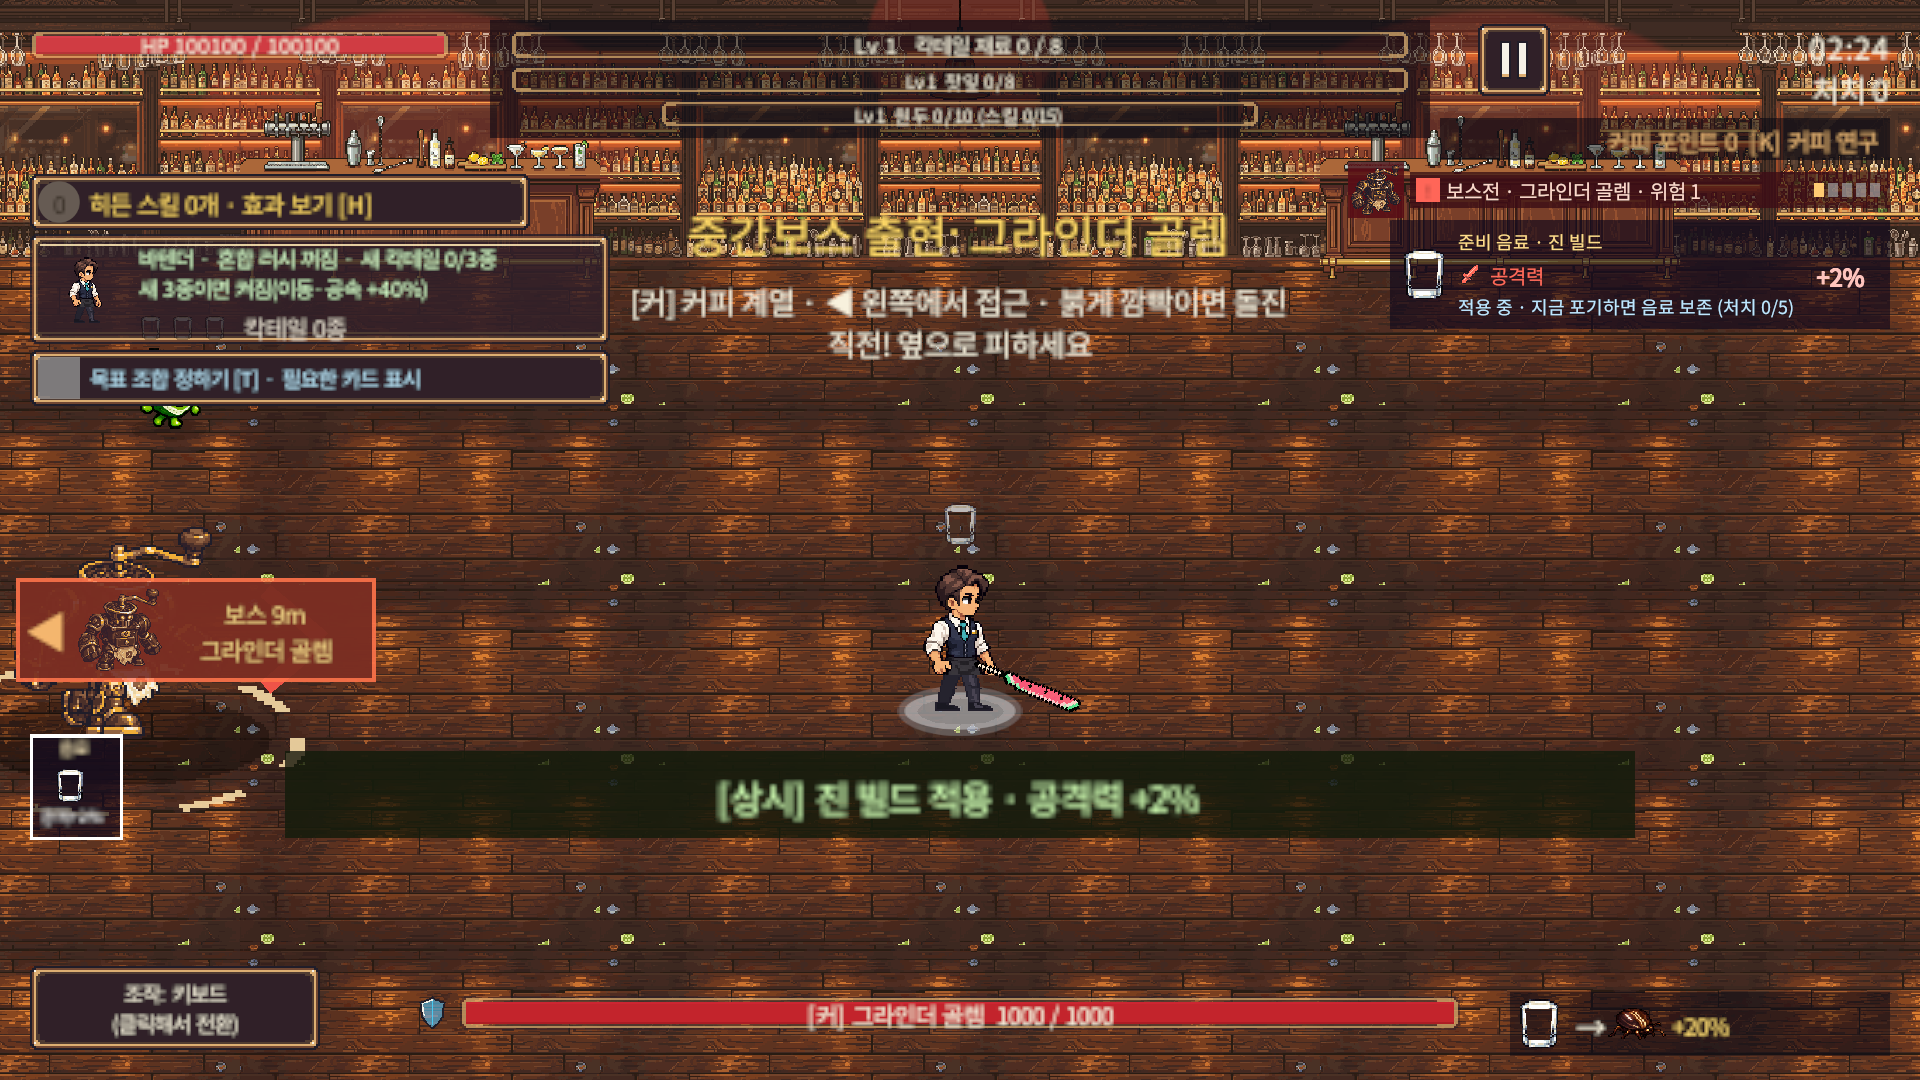 HP 100100 / 100100
Lv 1 칵테일 재료 0 / 8
Lv1 찻잎 0/8
Lv1 원두 0/10 (스킬 0/15)
02:24
처치 0
커피 포인트 0 [K] 커피 연구
0 히든 스킬 0개 · 효과 보기 [H]
바텐더 - 혼합 러시 꺼짐 - 새 칵테일 0/3종
새 3종이면 켜짐(이동·공속 +40%)
칵테일 0종
목표 조합 정하기 [T] - 필요한 카드 표시
중간보스 출현: 그라인더 골렘
[커] 커피 계열 · ◀ 왼쪽에서 접근 · 붉게 깜빡이면 돌진
직전! 옆으로 피하세요
보스전 · 그라인더 골렘 · 위험 1
준비 음료 · 진 빌드
공격력 +2%
적용 중 · 지금 포기하면 음료 보존 (처치 0/5)
보스 9m
그라인더 골렘
[상시] 진 빌드 적용 · 공격력 +2%
조작: 키보드
(클릭해서 전환)
[커] 그라인더 골렘 1000 / 1000
→ +20%